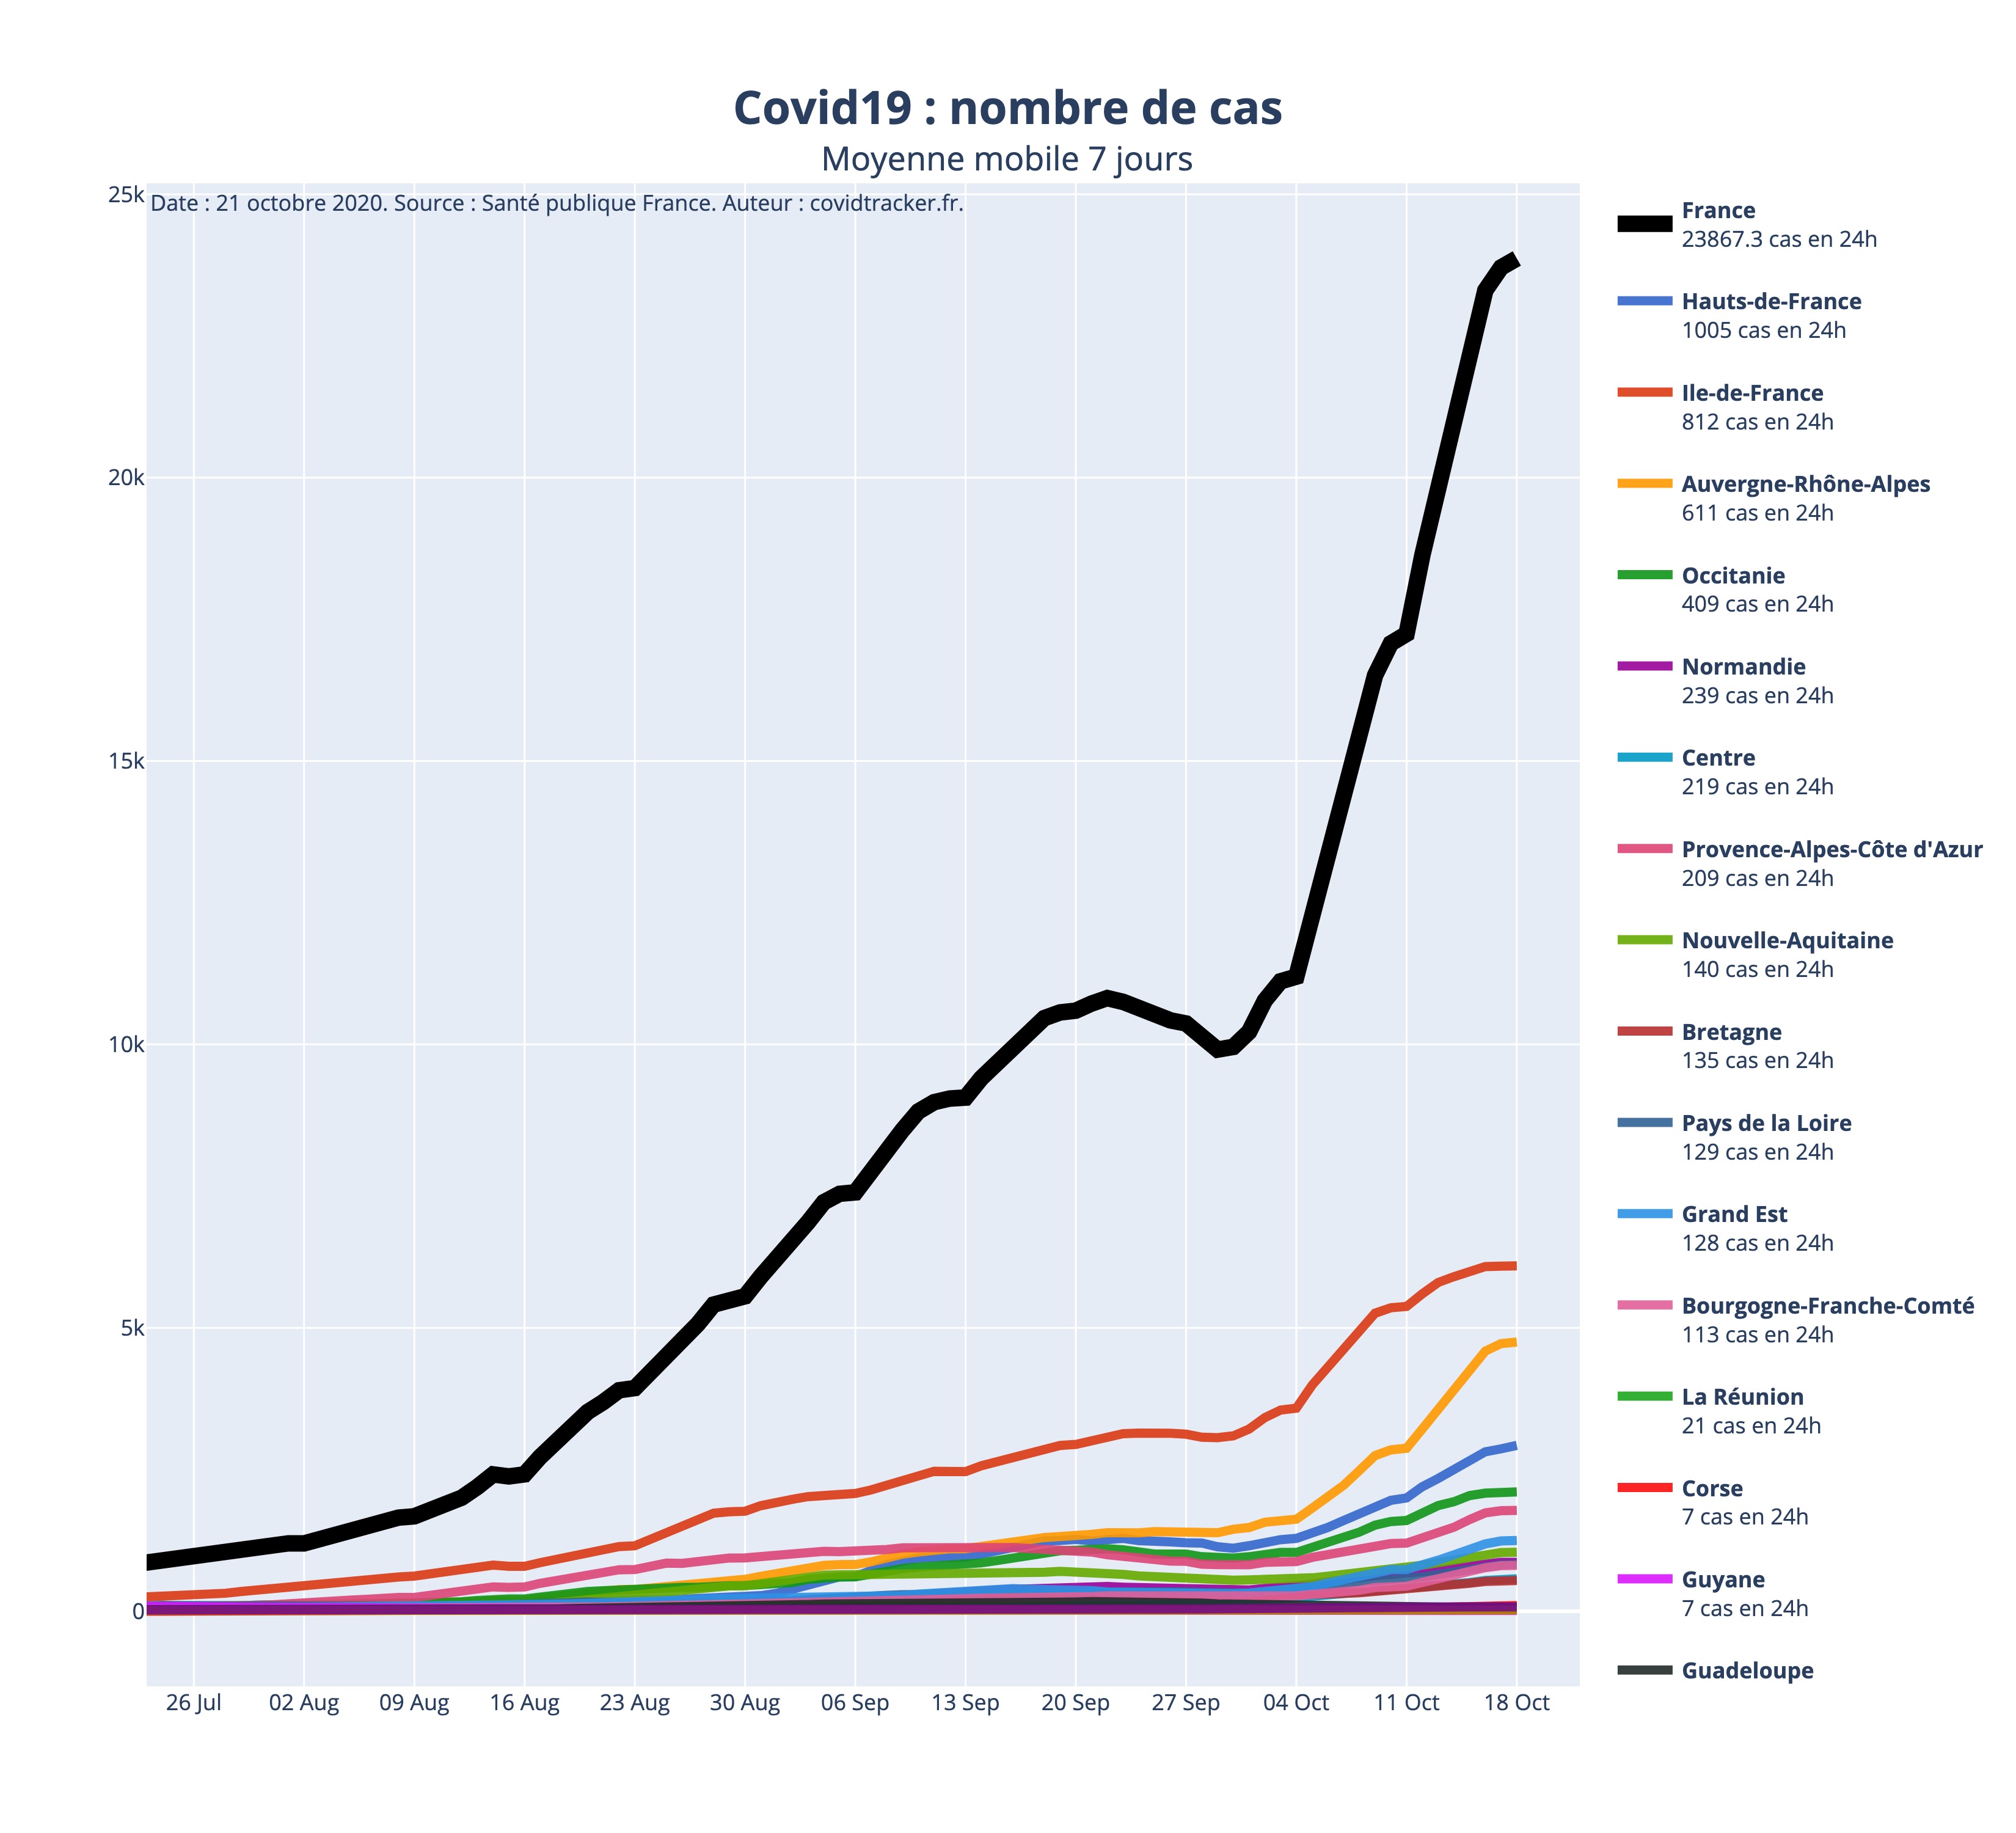 Covid19 : nombre de cas
Moyenne mobile 7 jours
Date : 21 octobre 2020. Source : Santé publique France. Auteur : covidtracker.fr.
25k
20k
15k
10k
5k
0
26 Jul
02 Aug
09 Aug
16 Aug
23 Aug
30 Aug
06 Sep
13 Sep
20 Sep
27 Sep
04 Oct
11 Oct
18 Oct
France
23867.3 cas en 24h
Hauts-de-France
1005 cas en 24h
Ile-de-France
812 cas en 24h
Auvergne-Rhône-Alpes
611 cas en 24h
Occitanie
409 cas en 24h
Normandie
239 cas en 24h
Centre
219 cas en 24h
Provence-Alpes-Côte d'Azur
209 cas en 24h
Nouvelle-Aquitaine
140 cas en 24h
Bretagne
135 cas en 24h
Pays de la Loire
129 cas en 24h
Grand Est
128 cas en 24h
Bourgogne-Franche-Comté
113 cas en 24h
La Réunion
21 cas en 24h
Corse
7 cas en 24h
Guyane
7 cas en 24h
Guadeloupe